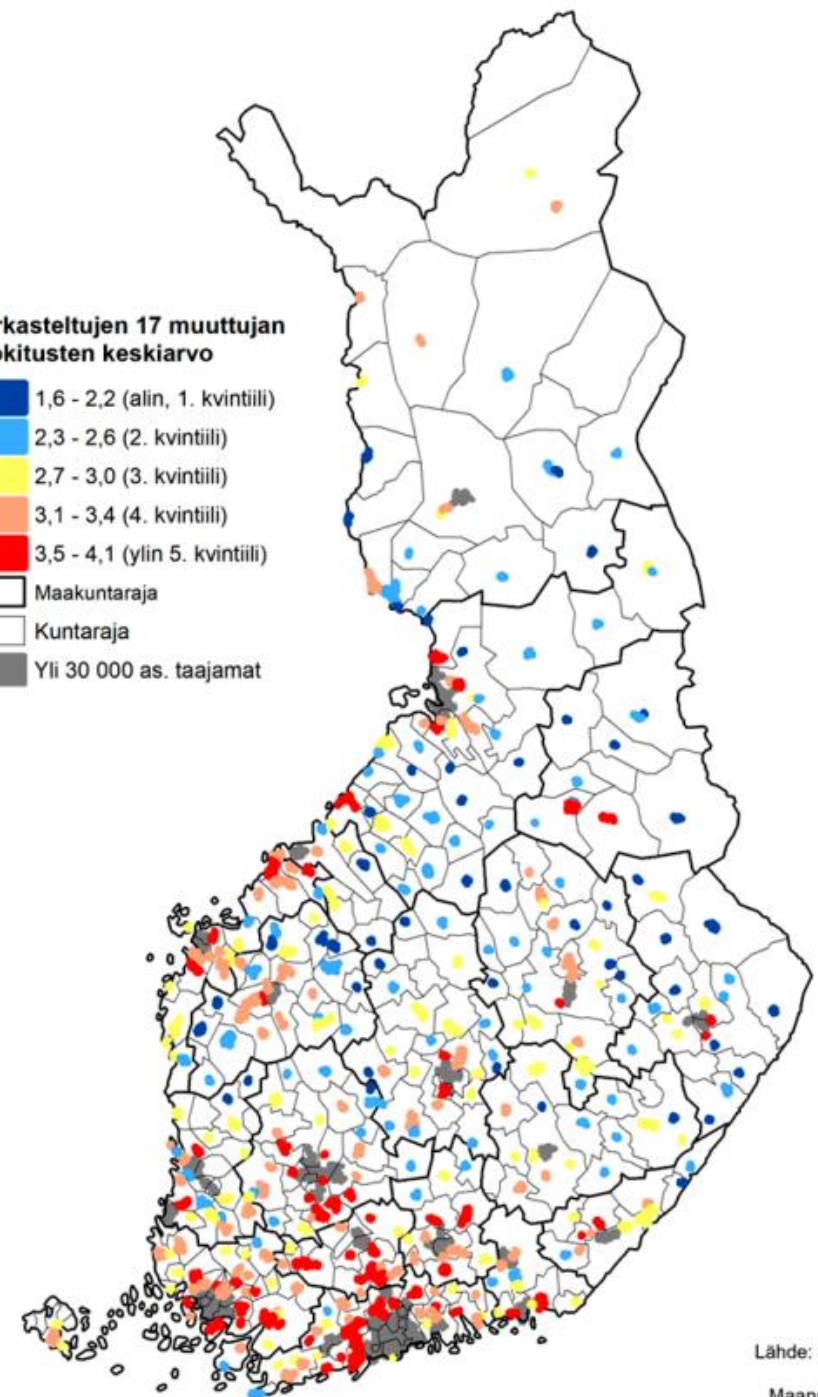 rkasteltujen 17 muuttujan
okitusten keskiarvo
1,6 - 2,2 (alin, 1. kvintiili)
2,3 - 2,6 (2. kvintiili)
2,7 - 3,0 (3. kvintiili)
3,1 - 3,4 (4. kvintiili)
3,5 - 4,1 (ylin 5. kvintiili)
Maakuntaraja
Kuntaraja
Yli 30 000 as. taajamat
Lähde: